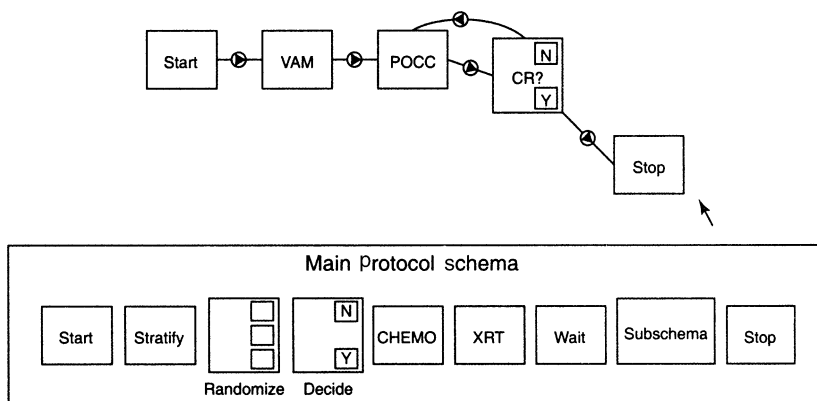 N
Start
VAM
POCC
CR?
Y
Stop
Main protocol schema
Start
Stratify
N
Y
CHEMO
XRT
Wait
Subschema
Stop
Randomize
Decide